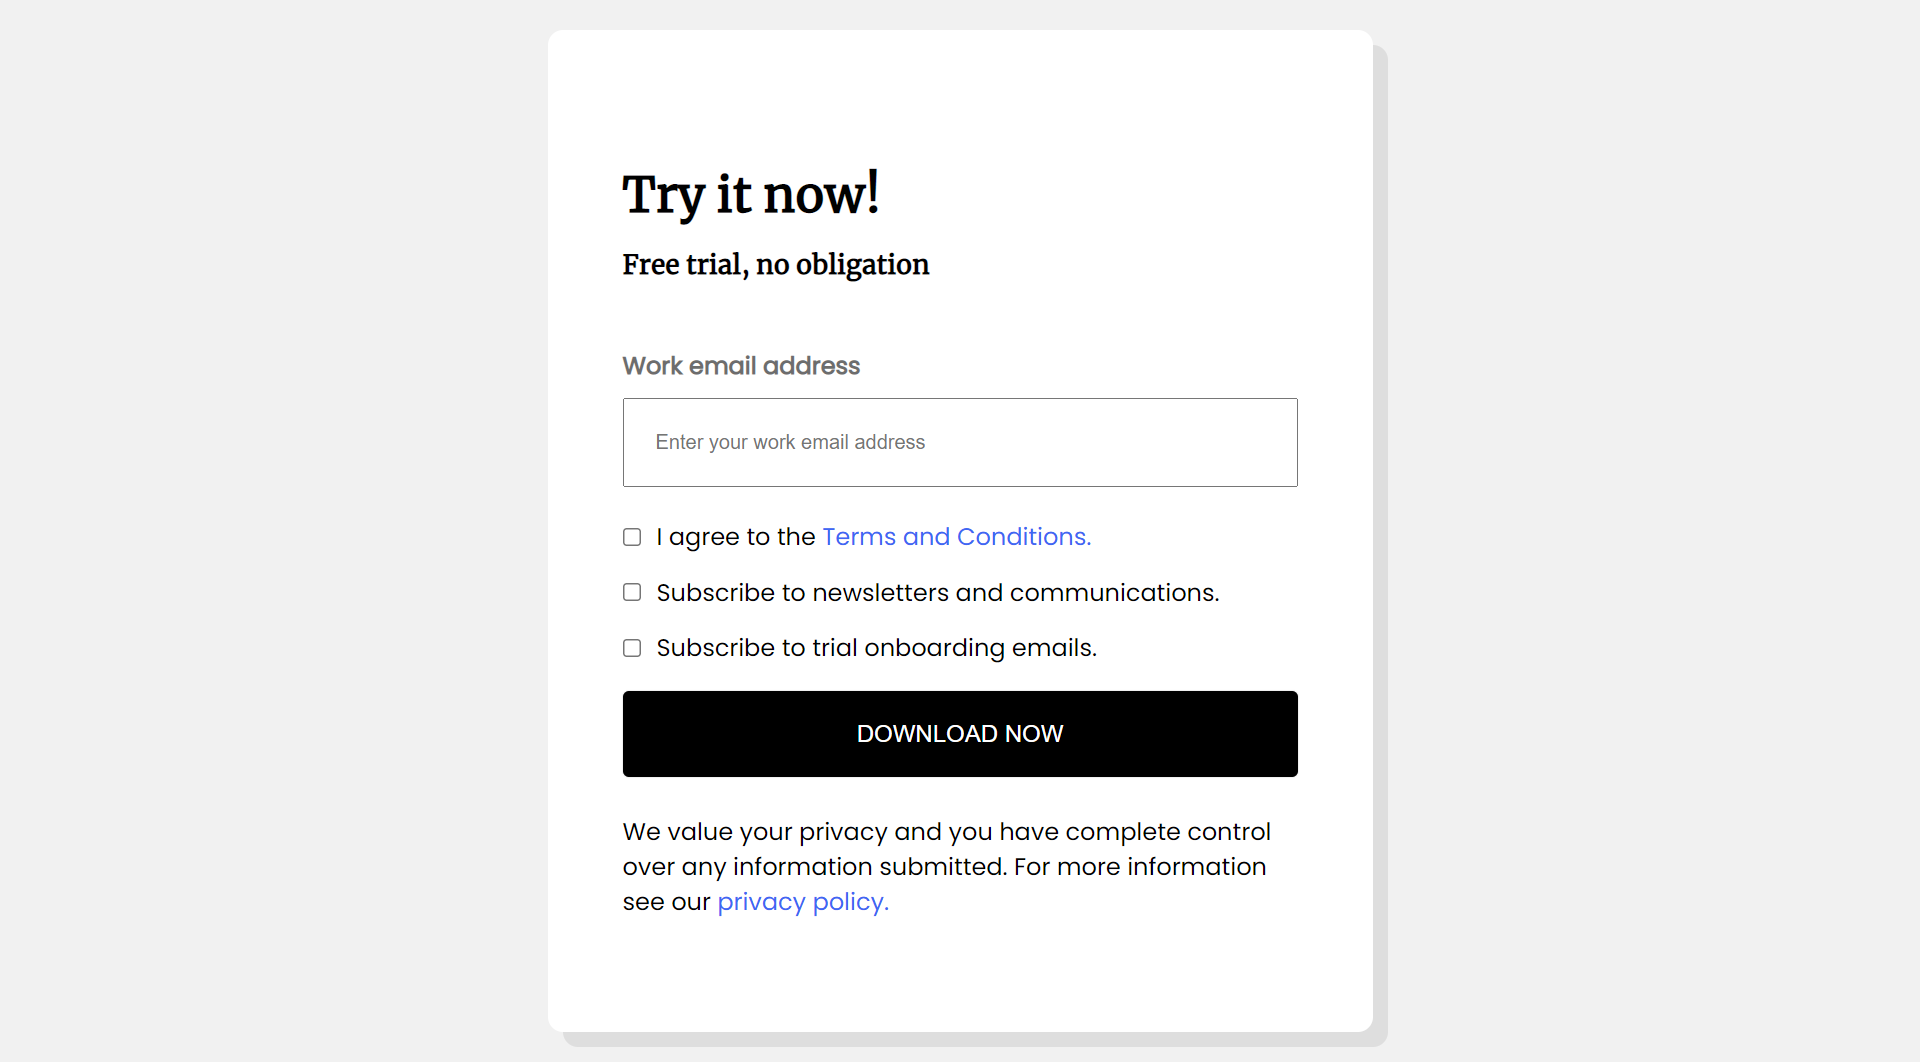 Try it now!
Free trial, no obligation
Work email address
Enter your work email address
I agree to the Terms and Conditions.
Subscribe to newsletters and communications.
Subscribe to trial onboarding emails.
DOWNLOAD NOW
We value your privacy and you have complete control
over any information submitted. For more information
see our privacy policy.